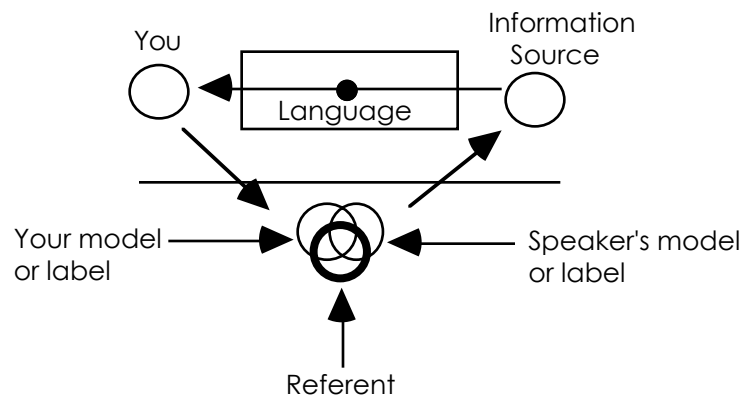 You
Information
Source
Language
Your model
or label
Speaker's model
or label
Referent